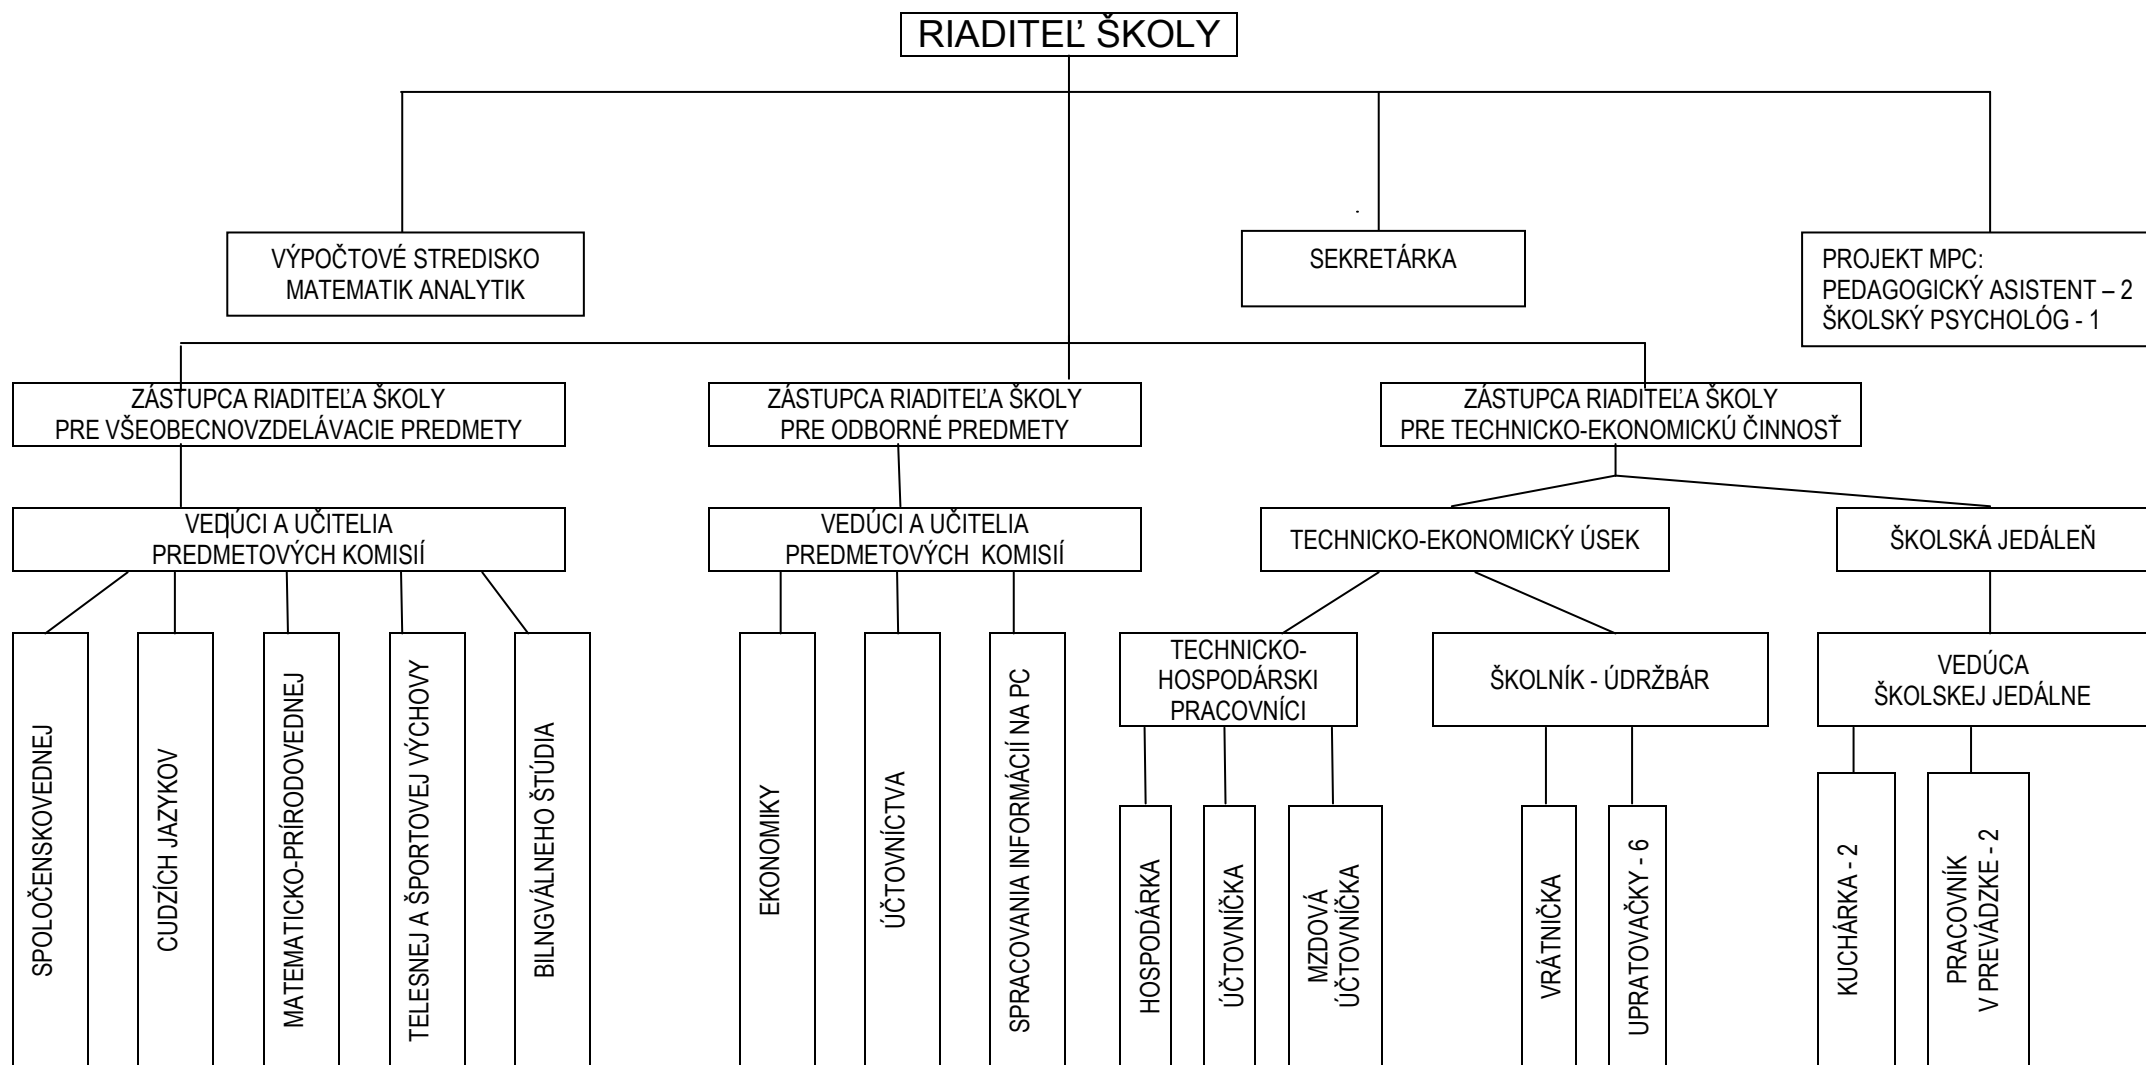 RIADITEĽ ŠKOLY
VÝPOČTOVÉ STREDISKO
MATEMATIK ANALYTIK
SEKRETÁRKA
PROJEKT MPC:
PEDAGOGICKÝ ASISTENT – 2
ŠKOLSKÝ PSYCHOLÓG - 1
ZÁSTUPCA RIADITEĽA ŠKOLY
PRE VŠEOBECNOVZDELÁVACIE PREDMETY
ZÁSTUPCA RIADITEĽA ŠKOLY
PRE ODBORNÉ PREDMETY
ZÁSTUPCA RIADITEĽA ŠKOLY
PRE TECHNICKO-EKONOMICKÚ ČINNOSŤ
VEDÚCI A UČITELIA
PREDMETOVÝCH KOMISIÍ
VEDÚCI A UČITELIA
PREDMETOVÝCH KOMISIÍ
TECHNICKO-EKONOMICKÝ ÚSEK
ŠKOLSKÁ JEDÁLEŇ
SPOLOČENSKOVEDNEJ
CUDZÍCH JAZYKOV
MATEMATICKO-PRÍRODOVEDNEJ
TELESNEJ A ŠPORTOVEJ VÝCHOVY
BILNGVÁLNEHO ŠTÚDIA
EKONOMIKY
ÚČTOVNÍCTVA
SPRACOVANIA INFORMÁCIÍ NA PC
TECHNICKO-
HOSPODÁRSKI
PRACOVNÍCI
ŠKOLNÍK - ÚDRŽBÁR
VEDÚCA
ŠKOLSKEJ JEDÁLNE
HOSPODÁRKA
ÚČTOVNÍČKA
MZDOVÁ
ÚČTOVNÍČKA
VRÁTNIČKA
UPRATOVAČKY - 6
KUCHÁRKA - 2
PRACOVNÍK
V PREVÁDZKE - 2